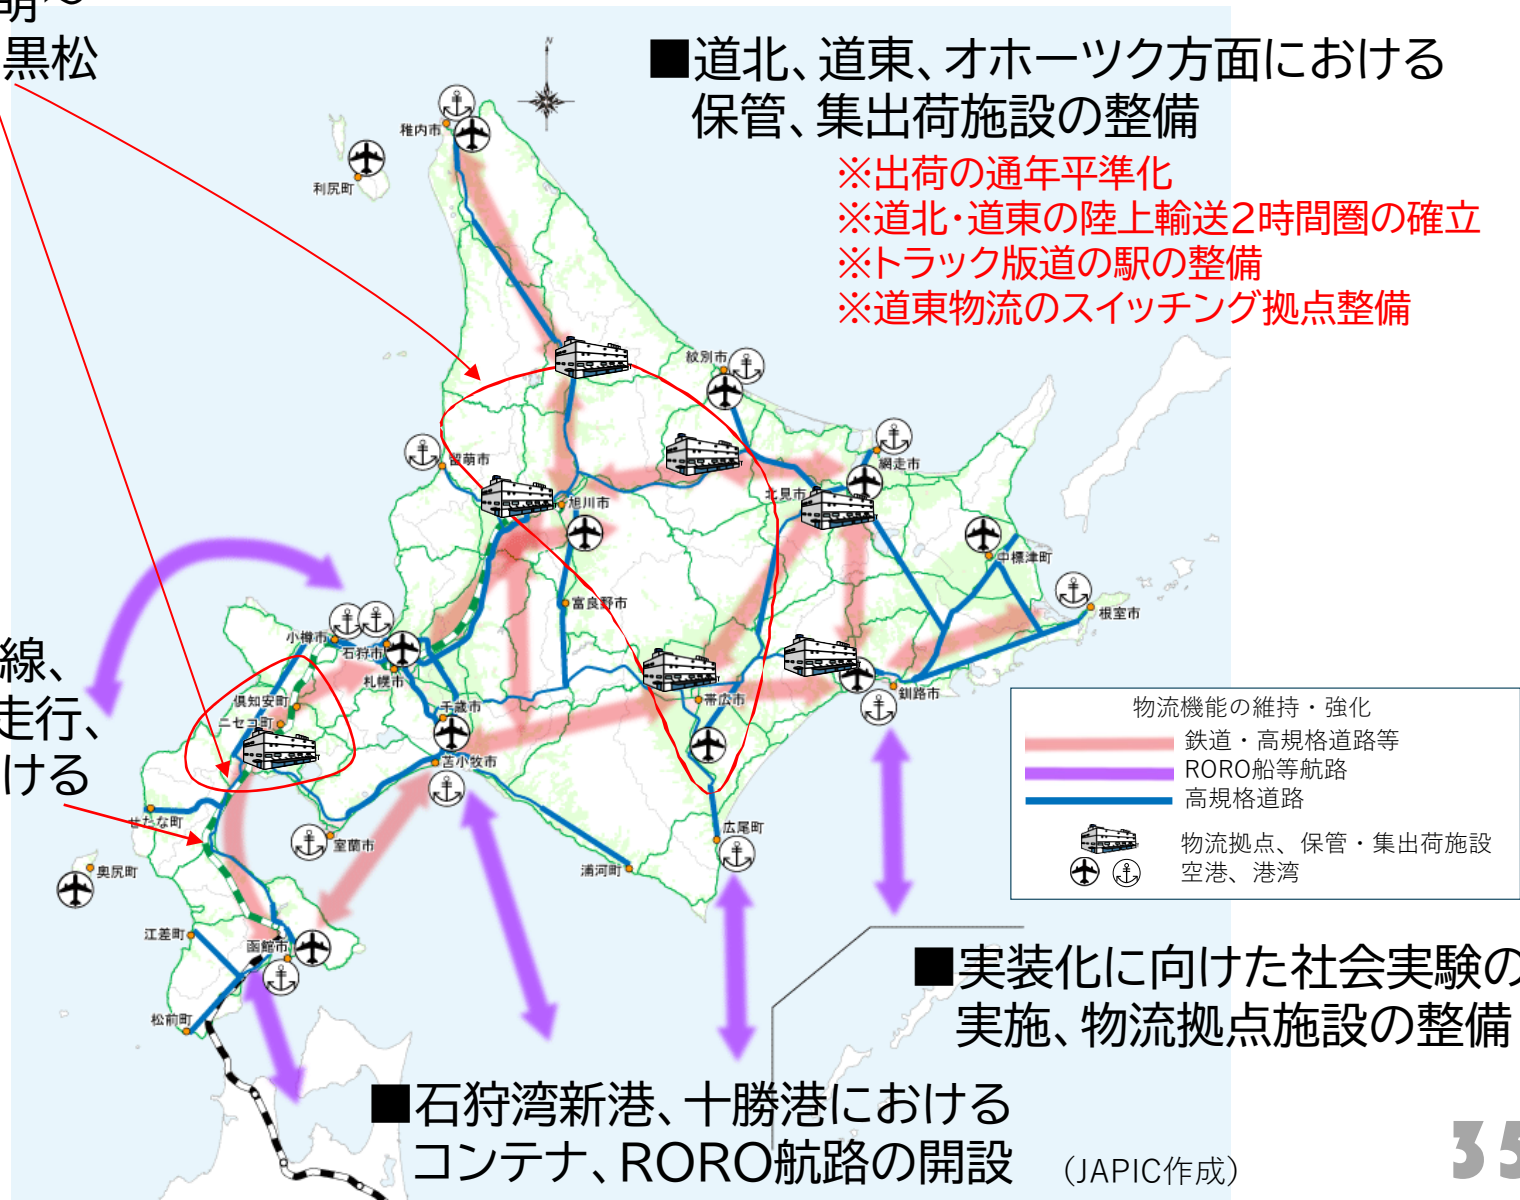 黒松
■道北、道東、オホーツク方面における
保管、集出荷施設の整備
※出荷の通年平準化
※道北・道東の陸上輸送2時間圏の確立
※トラック版道の駅の整備
※道東物流のスイッチング拠点整備
稚内市
利尻町
紋別市
留萌市
網走市
北見市
旭川市
中標津町
富良野市
根室市
小樽市
石狩市
札幌市
線、
走行、
ける
倶知安町
ニセコ町
千歳市
帯広市
釧路市
苫小牧市
せたな町
室蘭市
広尾町
浦河町
奥尻町
江差町
函館市
松前町
物流機能の維持・強化
鉄道・高規格道路等
RORO船等航路
高規格道路
物流拠点、保管・集出荷施設
空港、港湾
■実装化に向けた社会実験の
実施、物流拠点施設の整備
■石狩湾新港、十勝港における
コンテナ、RORO航路の開設
（JAPIC作成）
35